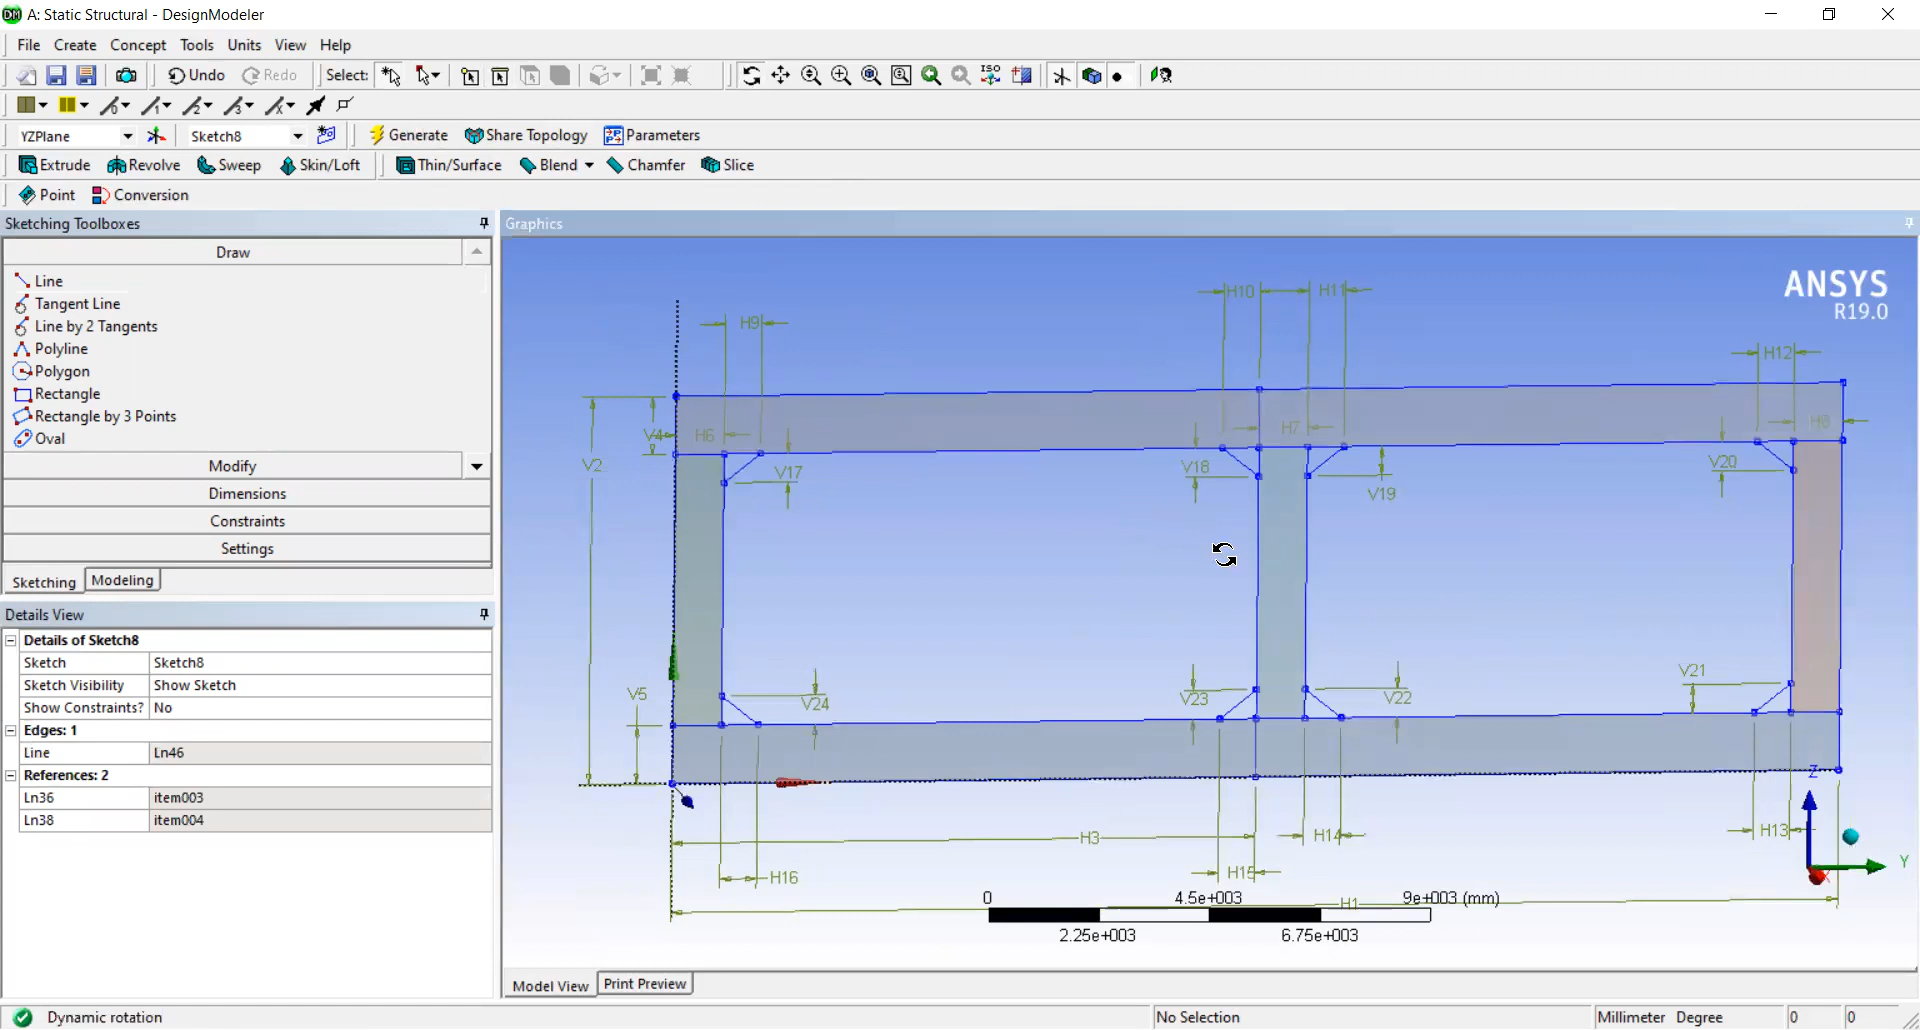 A: Static Structural - DesignModeler
File Create Concept Tools Units View Help
Undo Redo Select: ISO
YZPlane Sketch8 Generate Share Topology Parameters
Extrude Revolve Sweep Skin/Loft Thin/Surface Blend Chamfer Slice
Point Conversion
Sketching Toolboxes
Draw
Line
Tangent Line
Line by 2 Tangents
Polyline
Polygon
Rectangle
Rectangle by 3 Points
Oval
Modify
Dimensions
Constraints
Settings
Sketching Modeling
Details View
Details of Sketch8
Sketch Sketch8
Sketch Visibility Show Sketch
Show Constraints? No
Edges: 1
Line Ln46
References: 2
Ln36 item003
Ln38 item004
Graphics
ANSYS
R19.0
H10 H11
H9
H12
V4 H6 H7 H8
V2 V17 V18 V19 V20
V5 V24 V23 V22 V21
Z
H3 H14 H13
Y
H16 H15
H1
0 4.5e+003 9e+003 (mm)
2.25e+003 6.75e+003
Model View Print Preview
Dynamic rotation No Selection Millimeter Degree 0 0